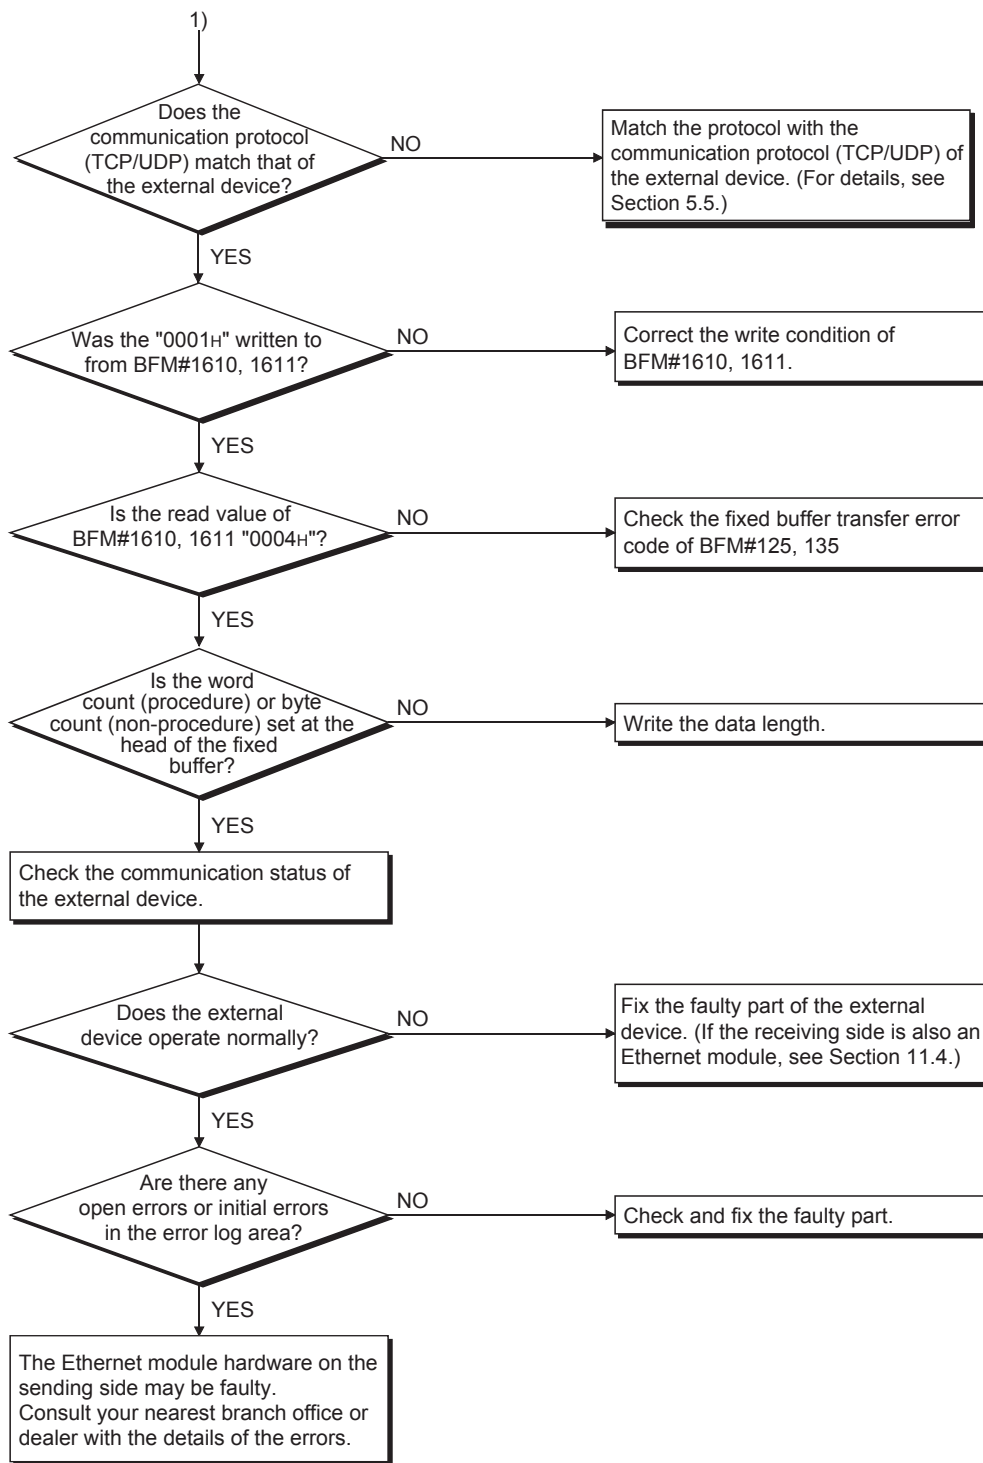 1)
Does the
communication protocol
(TCP/UDP) match that of
the external device?
NO
Match the protocol with the
communication protocol (TCP/UDP) of
the external device. (For details, see
Section 5.5.)
YES
Was the "0001H" written to
from BFM#1610, 1611?
NO
Correct the write condition of
BFM#1610, 1611.
YES
Is the read value of
BFM#1610, 1611 "0004H"?
NO
Check the fixed buffer transfer error
code of BFM#125, 135
YES
Is the word
count (procedure) or byte
count (non-procedure) set at the
head of the fixed
buffer?
NO
Write the data length.
YES
Check the communication status of
the external device.
Does the external
device operate normally?
NO
Fix the faulty part of the external
device. (If the receiving side is also an
Ethernet module, see Section 11.4.)
YES
Are there any
open errors or initial errors
in the error log area?
NO
Check and fix the faulty part.
YES
The Ethernet module hardware on the
sending side may be faulty.
Consult your nearest branch office or
dealer with the details of the errors.